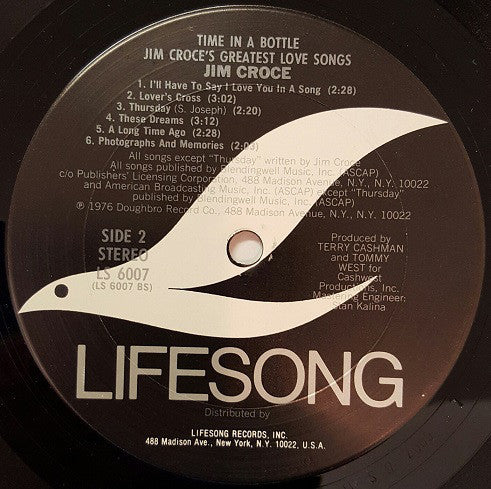 TIME IN A BOTTLE
JIM CROCE'S GREATEST LOVE SONGS
JIM CROCE
1. I'll Have To Say I Love You In A Song (2:28)
2. Lover's Cross (3:02)
3. Thursday (S. Joseph) (2:20)
4. These Dreams (3:12)
5. A Long Time Ago (2:28)
6. Photographs And Memories (2:03)
All songs except "Thursday" written by Jim Croce
All songs published by Blendingwell Music, Inc. (ASCAP)
c/o Publishers' Licensing Corporation, 488 Madison Avenue, N.Y., N.Y. 10022
and American Broadcasting Music, Inc. (ASCAP) except "Thursday"
published by Blendingwell Music, Inc. (ASCAP)
℗ 1976 Doughbro Record Co., 488 Madison Avenue, N.Y., N.Y. 10022
SIDE 2
STEREO
LS 6007
(LS 6007 BS)
Produced by
TERRY CASHMAN
and TOMMY
WEST for
Cashwest
Productions, Inc.
Mastering Engineer:
Stan Kalina
LIFESONG
Distributed by
LIFESONG RECORDS, INC.
488 Madison Ave., New York, N.Y. 10022, U.S.A.